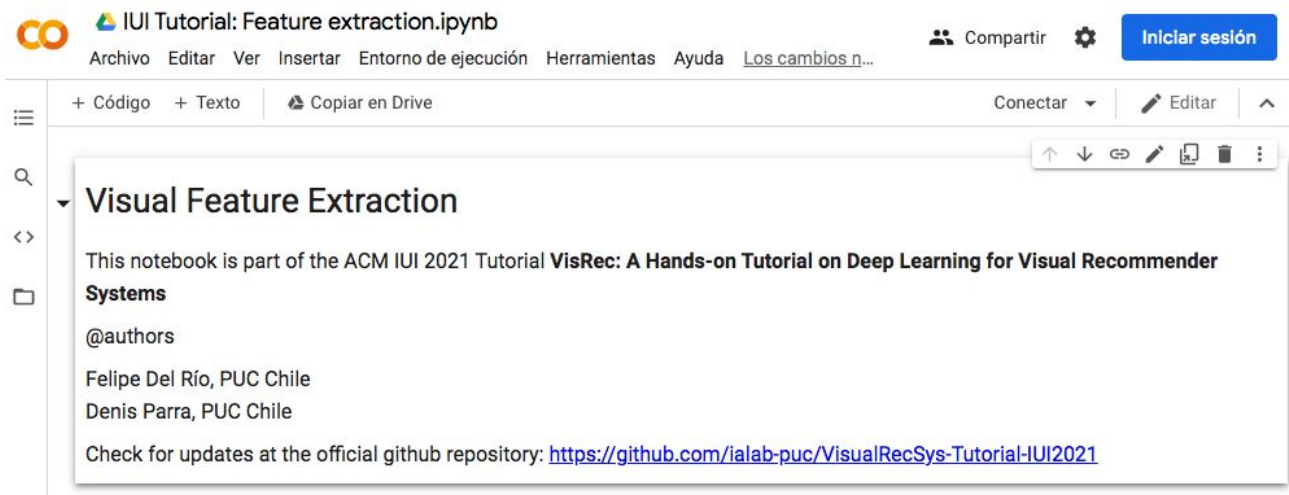 IUI Tutorial: Feature extraction.ipynb
Archivo Editar Ver Insertar Entorno de ejecución Herramientas Ayuda Los cambios n...
Compartir
Iniciar sesión
+ Código + Texto Copiar en Drive
Conectar
Editar
Visual Feature Extraction
This notebook is part of the ACM IUI 2021 Tutorial VisRec: A Hands-on Tutorial on Deep Learning for Visual Recommender
Systems
@authors
Felipe Del Río, PUC Chile
Denis Parra, PUC Chile
Check for updates at the official github repository: https://github.com/ialab-puc/VisualRecSys-Tutorial-IUI2021